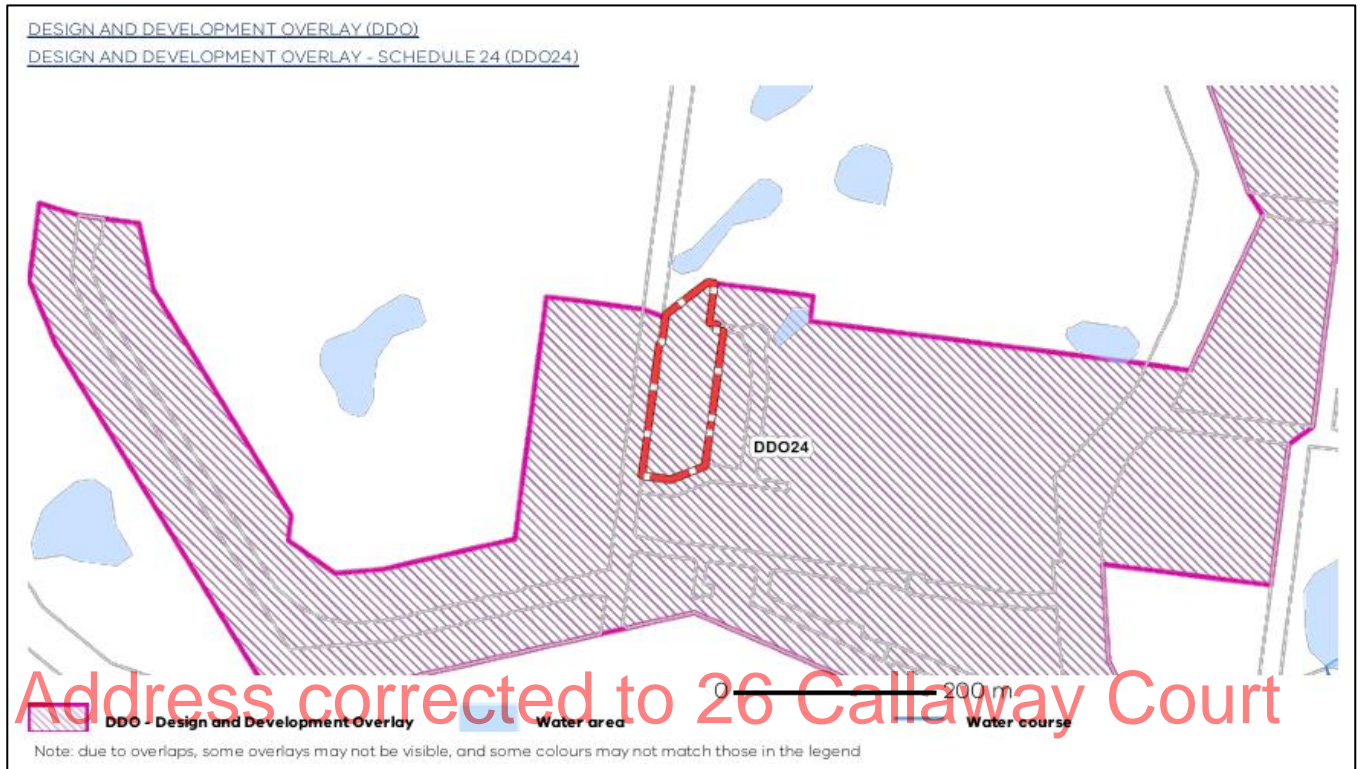 DESIGN AND DEVELOPMENT OVERLAY (DDO)
DESIGN AND DEVELOPMENT OVERLAY - SCHEDULE 24 (DDO24)
DDO24
0 200 m
Address corrected to 26 Callaway Court
DDO - Design and Development Overlay Water area Water course
Note: due to overlaps, some overlays may not be visible, and some colours may not match those in the legend